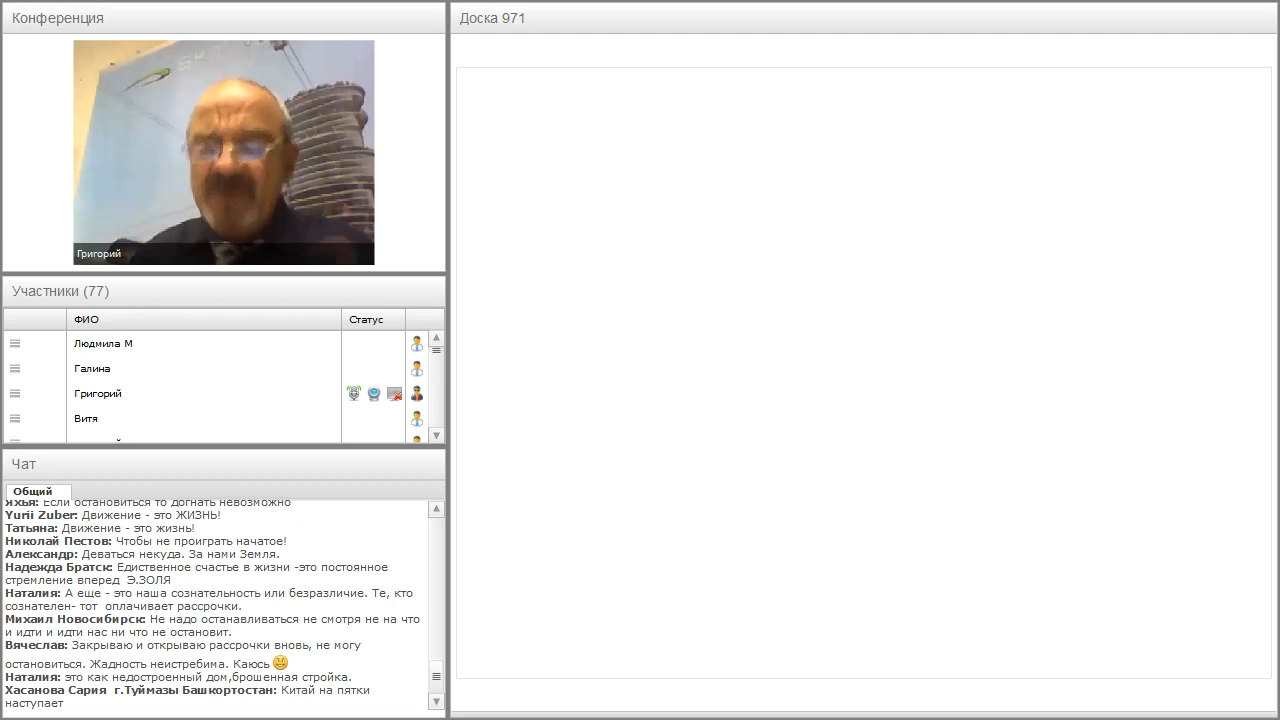 Конференция
Григорий
Участники (77)
ФИО
Статус
Людмила М
Галина
Григорий
Витя
Чат
Общий
Яхья: Если остановиться то догнать невозможно
Yurii Zuber: Движение - это ЖИЗНЬ!
Татьяна: Движение - это жизнь!
Николай Пестов: Чтобы не проиграть начатое!
Александр: Деваться некуда. За нами Земля.
Надежда Братск: Едиственное счастье в жизни -это постоянное
стремление вперед  Э.ЗОЛЯ
Наталия: А еще - это наша сознательность или безразличие. Те, кто
сознателен- тот  оплачивает рассрочки.
Михаил Новосибирск: Не надо останавливаться не смотря не на что
и идти и идти нас ни что не остановит.
Вячеслав: Закрываю и открываю рассрочки вновь, не могу
остановиться. Жадность неистребима. Каюсь
Наталия: это как недостроенный дом,брошенная стройка.
Хасанова Сария  г.Туймазы Башкортостан: Китай на пятки
наступает
Доска 971